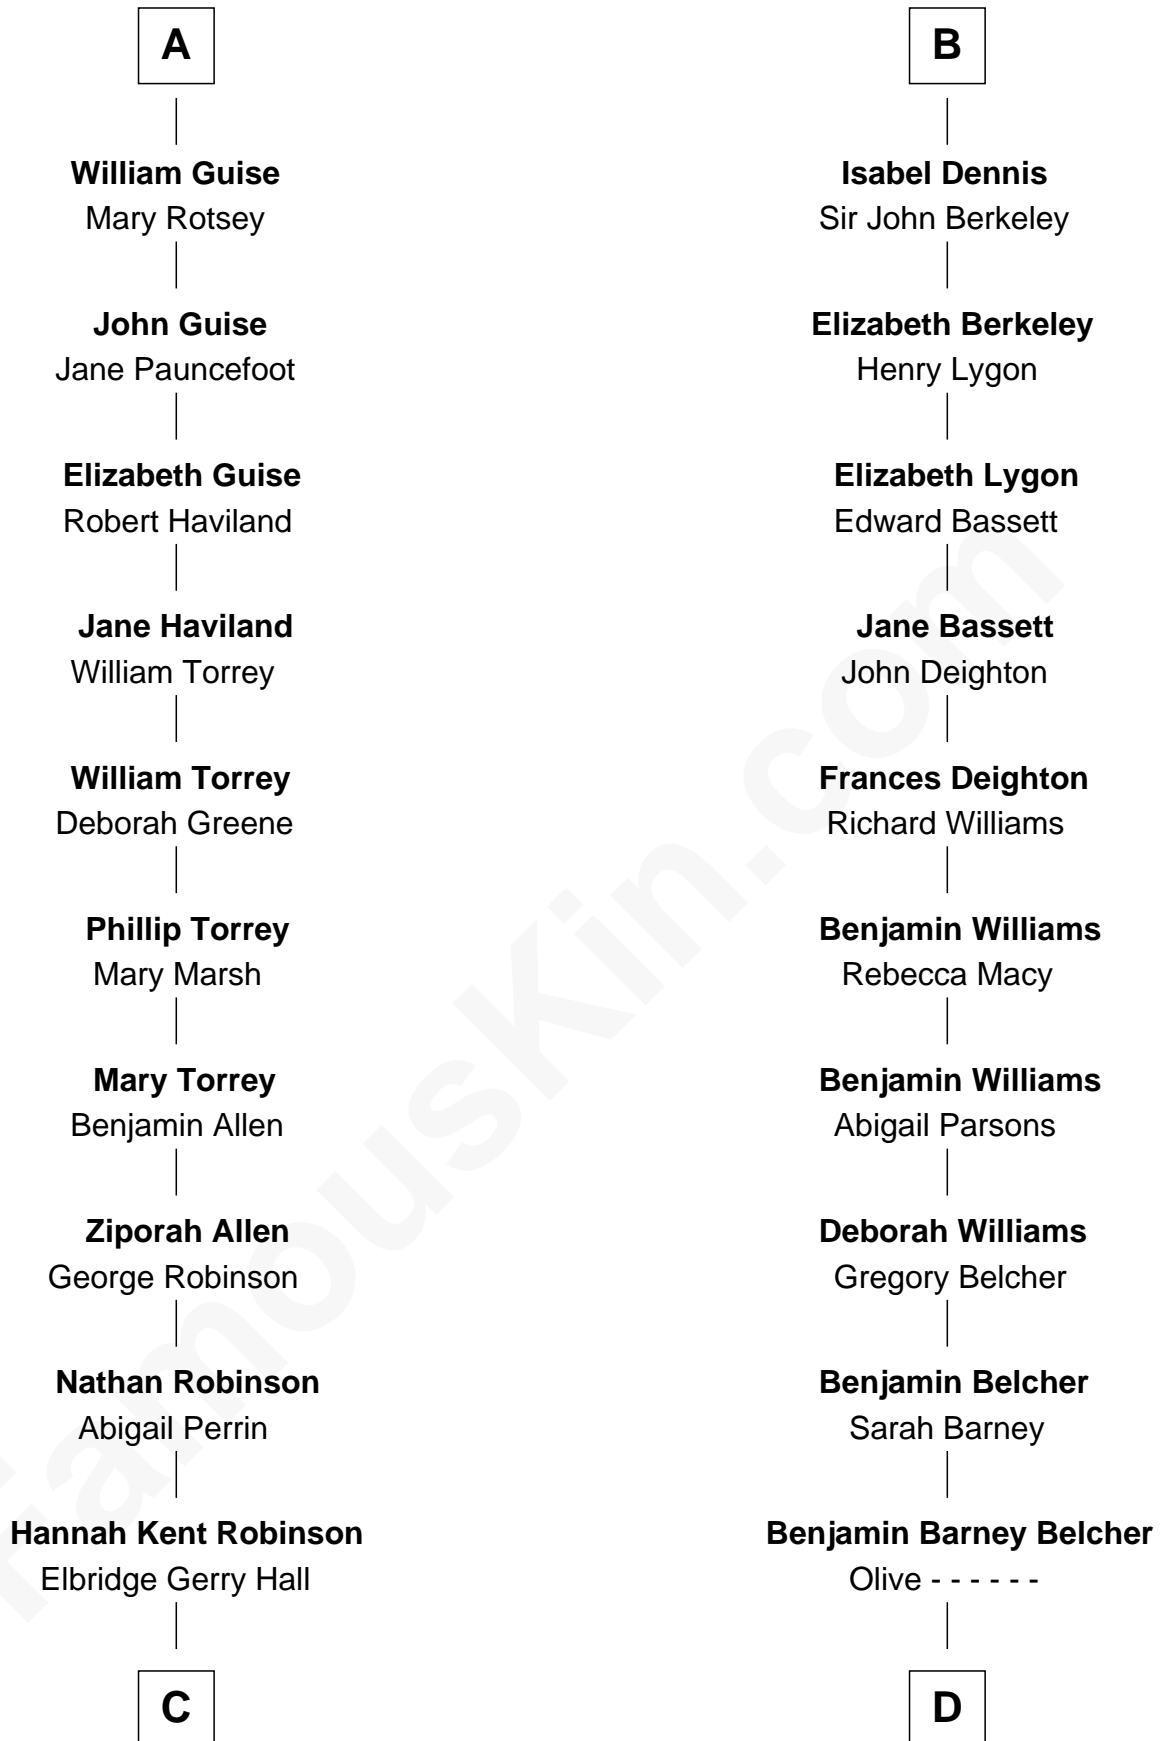 A
William Guise
Mary Rotsey
John Guise
Jane Pauncefoot
Elizabeth Guise
Robert Haviland
Jane Haviland
William Torrey
William Torrey
Deborah Greene
Phillip Torrey
Mary Marsh
Mary Torrey
Benjamin Allen
Ziporah Allen
George Robinson
Nathan Robinson
Abigail Perrin
Hannah Kent Robinson
Elbridge Gerry Hall
C
B
Isabel Dennis
Sir John Berkeley
Elizabeth Berkeley
Henry Lygon
Elizabeth Lygon
Edward Bassett
Jane Bassett
John Deighton
Frances Deighton
Richard Williams
Benjamin Williams
Rebecca Macy
Benjamin Williams
Abigail Parsons
Deborah Williams
Gregory Belcher
Benjamin Belcher
Sarah Barney
Benjamin Barney Belcher
Olive - - - - - -
D
FamousKin.com